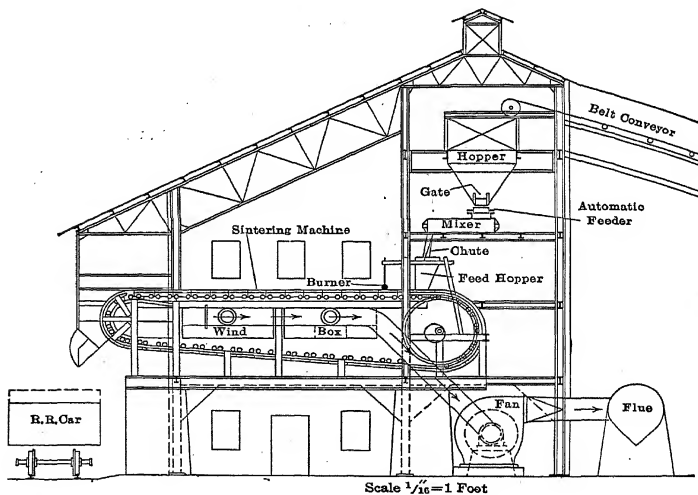 Belt Conveyor
Hopper
Gate
Automatic
Feeder
Mixer
Sintering Machine
Chute
Burner
Feed Hopper
Wind
Box
R.R.Car
Fan
Flue
Scale 1/16"=1 Foot